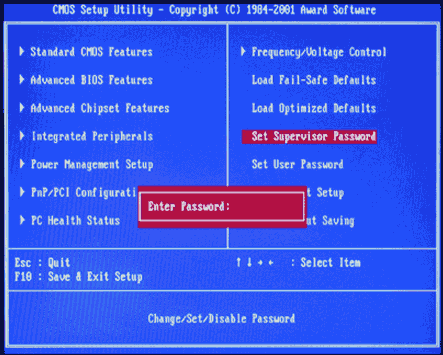 CMOS Setup Utility - Copyright (C) 1984-2001 Award Software
Standard CMOS Features
Advanced BIOS Features
Advanced Chipset Features
Integrated Peripherals
Power Management Setup
PnP/PCI Configurati
PC Health Status
Frequency/Voltage Control
Load Fail-Safe Defaults
Load Optimized Defaults
Set Supervisor Password
Set User Password
t Setup
ut Saving
Enter Password:
Esc : Quit
F10 : Save & Exit Setup
↑ ↓ → ← : Select Item
Change/Set/Disable Password